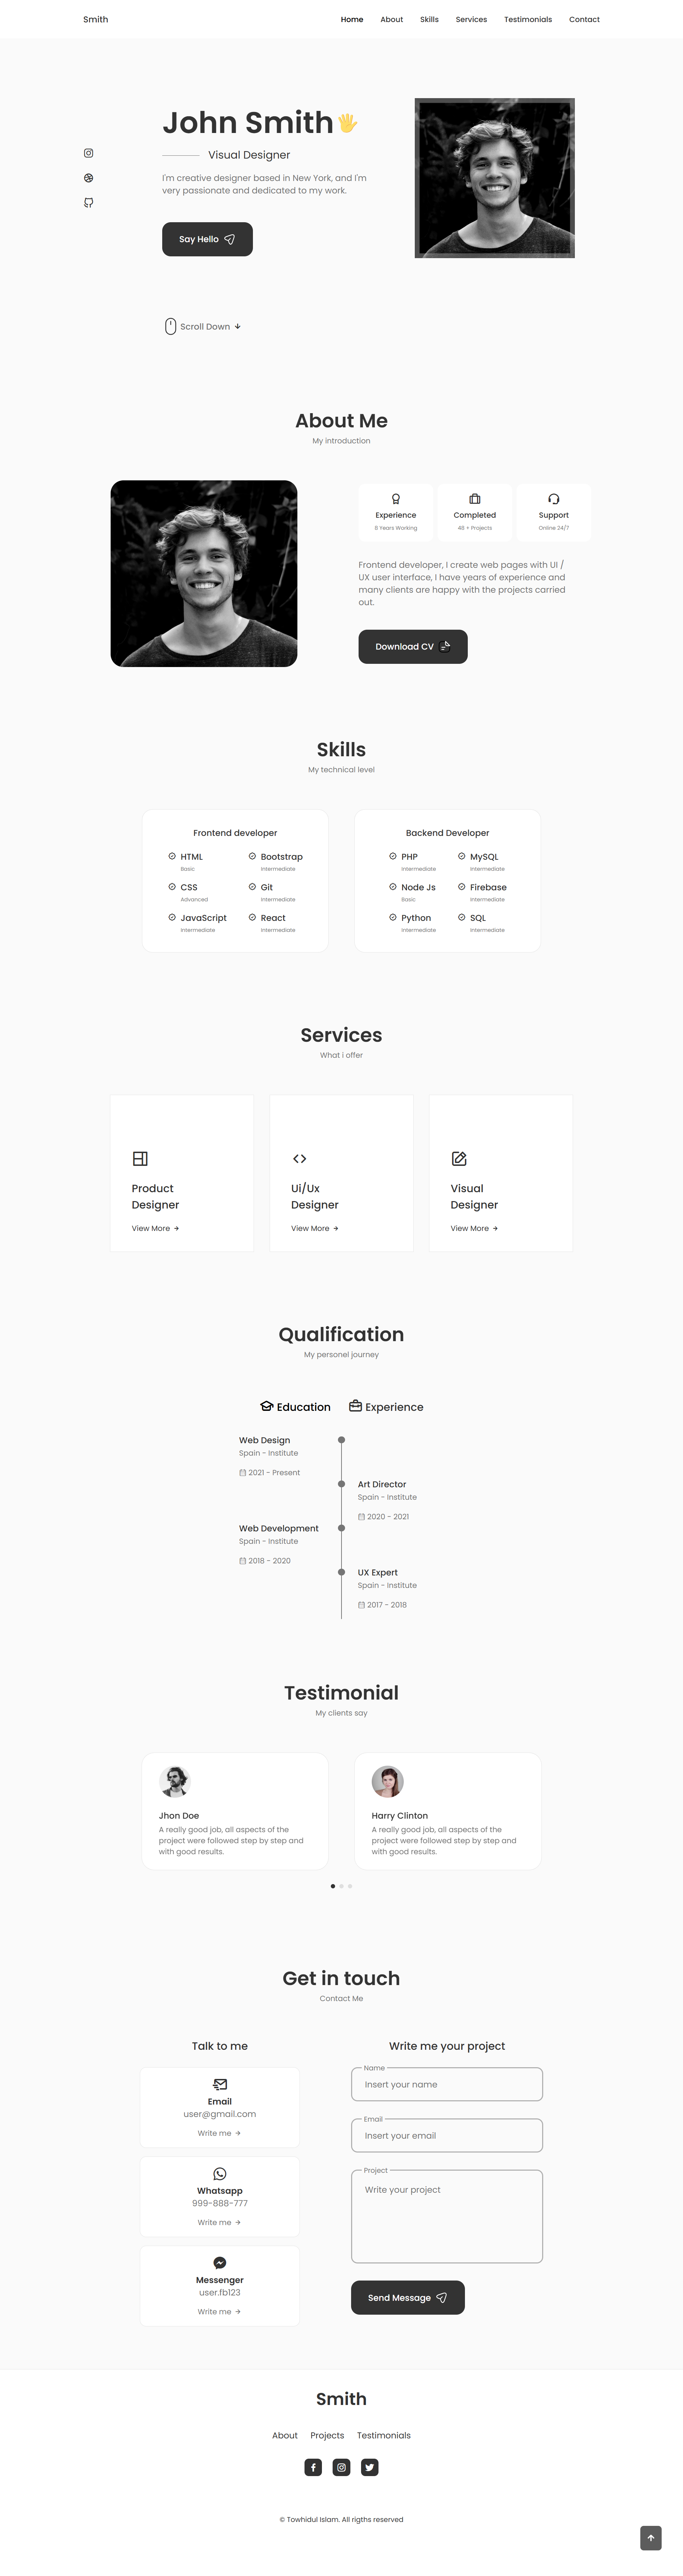 Smith
Home About Skills Services Testimonials Contact
John Smith
Visual Designer
I'm creative designer based in New York, and I'm
very passionate and dedicated to my work.
Say Hello
Scroll Down
About Me
My introduction
Experience
8 Years Working
Completed
48 + Projects
Support
Online 24/7
Frontend developer, I create web pages with UI /
UX user interface, I have years of experience and
many clients are happy with the projects carried
out.
Download CV
Skills
My technical level
Frontend developer
HTML
Basic
CSS
Advanced
JavaScript
Intermediate
Bootstrap
Intermediate
Git
Intermediate
React
Intermediate
Backend Developer
PHP
Intermediate
Node Js
Basic
Python
Intermediate
MySQL
Intermediate
Firebase
Intermediate
SQL
Intermediate
Services
What i offer
Product
Designer
View More
Ui/Ux
Designer
View More
Visual
Designer
View More
Qualification
My personel journey
Education
Experience
Web Design
Spain - Institute
2021 - Present
Art Director
Spain - Institute
2020 - 2021
Web Development
Spain - Institute
2018 - 2020
UX Expert
Spain - Institute
2017 - 2018
Testimonial
My clients say
Jhon Doe
A really good job, all aspects of the
project were followed step by step and
with good results.
Harry Clinton
A really good job, all aspects of the
project were followed step by step and
with good results.
Get in touch
Contact Me
Talk to me
Email
user@gmail.com
Write me
Whatsapp
999-888-777
Write me
Messenger
user.fb123
Write me
Write me your project
Name
Insert your name
Email
Insert your email
Project
Write your project
Send Message
Smith
About Projects Testimonials
© Towhidul Islam. All rigths reserved